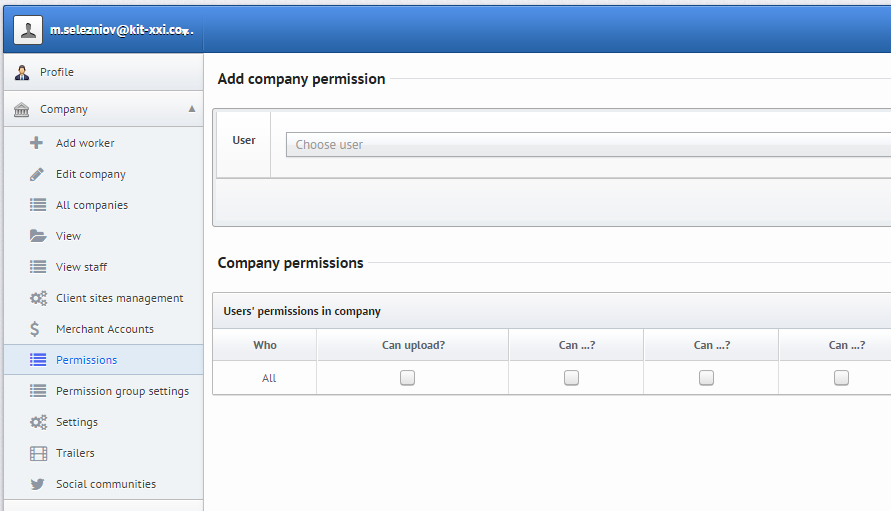 m.selezniov@kit-xxi.co...
Profile
Company
Add worker
Edit company
All companies
View
View staff
Client sites management
Merchant Accounts
Permissions
Permission group settings
Settings
Trailers
Social communities
Add company permission
User
Choose user
Company permissions
Users' permissions in company
Who Can upload? Can ...? Can ...? Can ...?
All